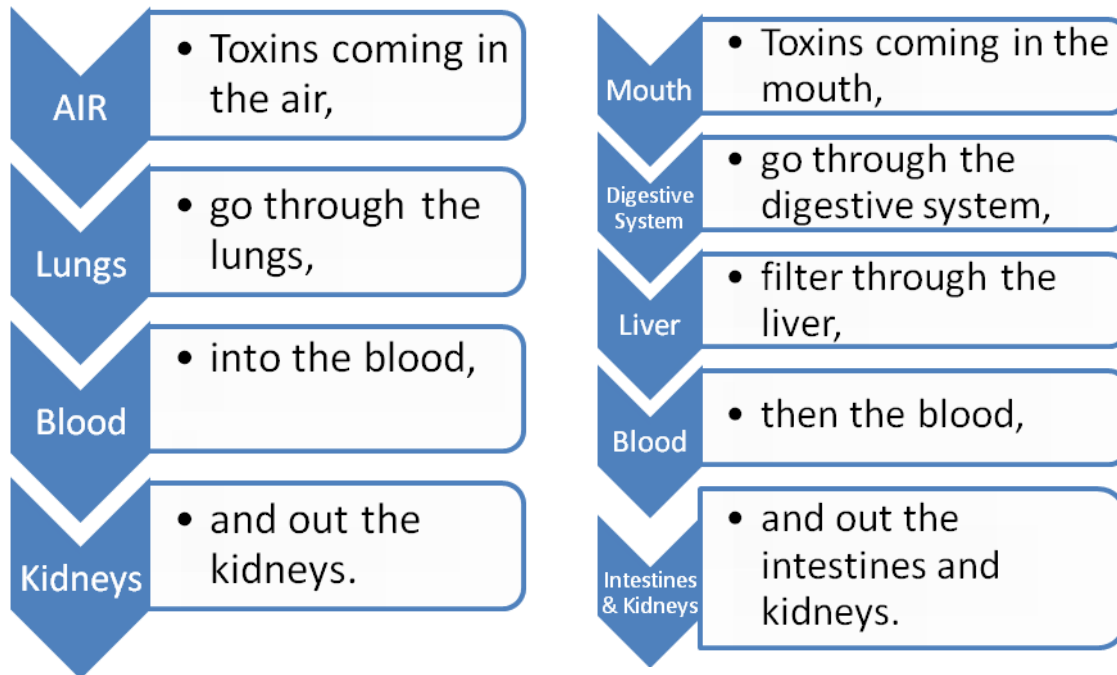 AIR
• Toxins coming in
the air,
Lungs
• go through the
lungs,
Blood
• into the blood,
Kidneys
• and out the
kidneys.
Mouth
• Toxins coming in the
mouth,
Digestive
System
• go through the
digestive system,
Liver
• filter through the
liver,
Blood
• then the blood,
Intestines
& Kidneys
• and out the
intestines and
kidneys.